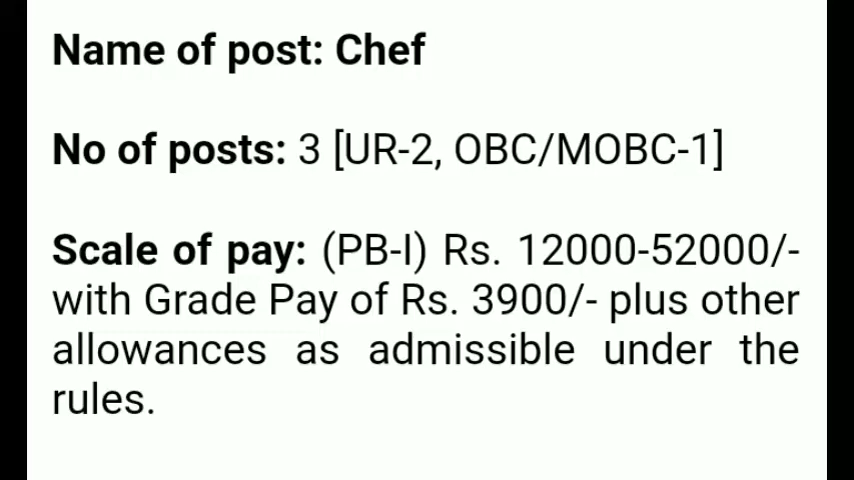 Name of post: Chef
No of posts: 3 [UR-2, OBC/MOBC-1]
Scale of pay: (PB-I) Rs. 12000-52000/-
with Grade Pay of Rs. 3900/- plus other
allowances as admissible under the
rules.